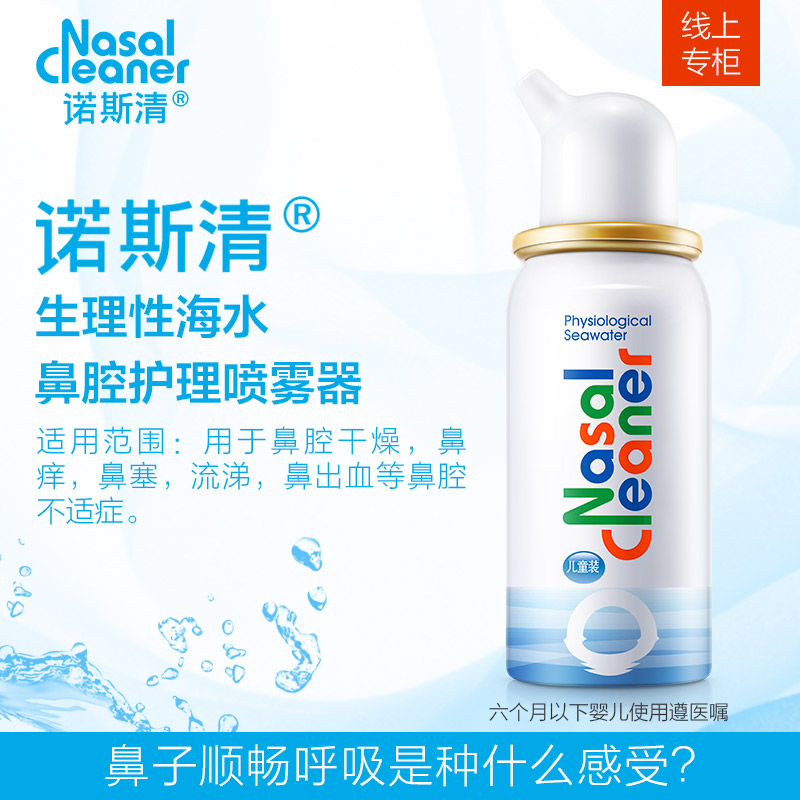 Nasal
Cleaner
诺斯清®
线上
专柜
诺斯清®
生理性海水
鼻腔护理喷雾器
适用范围：用于鼻腔干燥，鼻
痒，鼻塞，流涕，鼻出血等鼻腔
不适症。
Physiological
Seawater
Nasal
Cleaner
儿童装
六个月以下婴儿使用遵医嘱
鼻子顺畅呼吸是种什么感受？